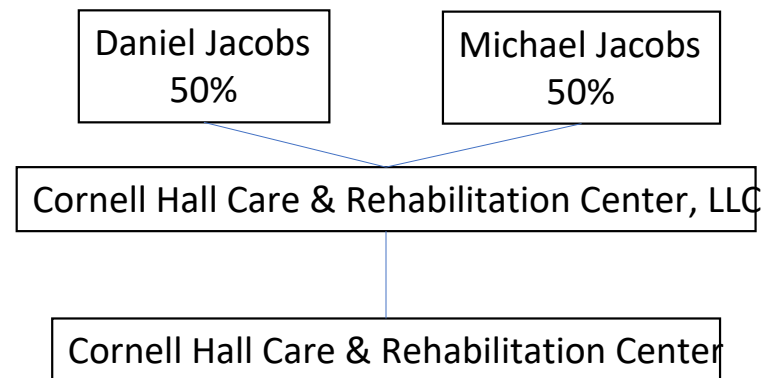 Daniel Jacobs
50%
Michael Jacobs
50%
Cornell Hall Care & Rehabilitation Center, LLC
Cornell Hall Care & Rehabilitation Center